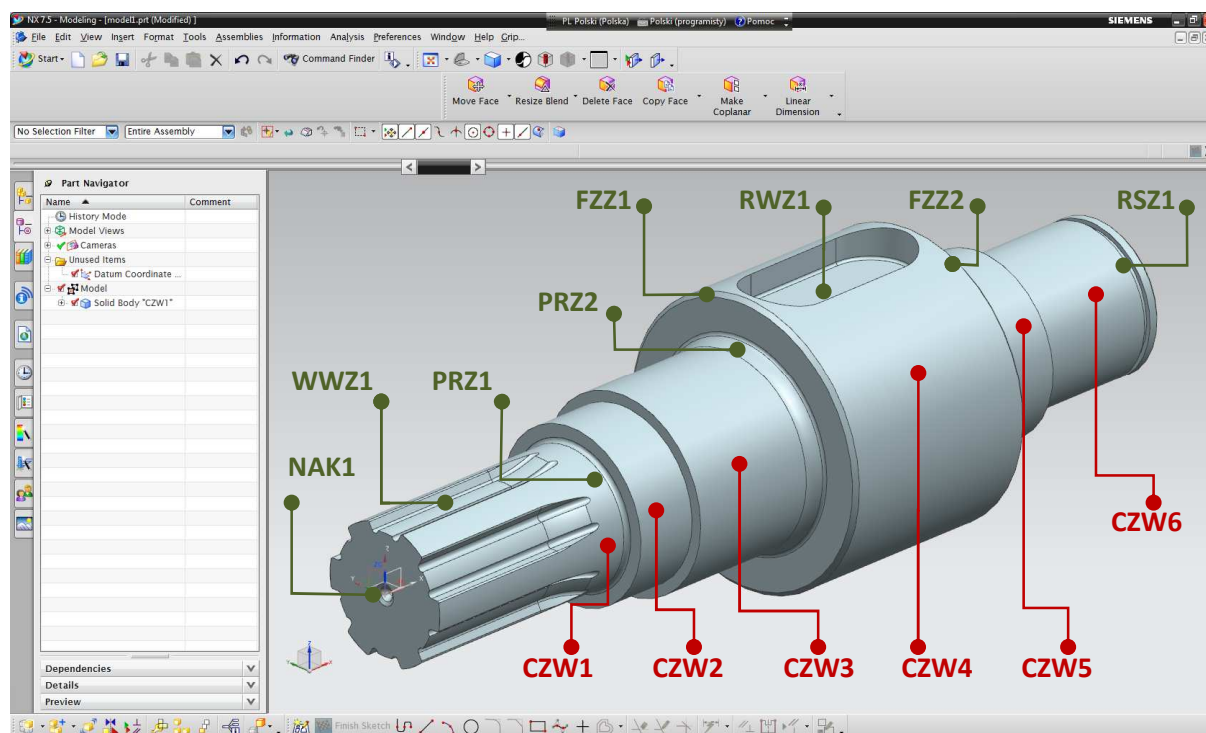 NX 7.5 - Modeling - [model1.prt (Modified) ]
PL Polski (Polska) Polski (programisty) Pomoc
SIEMENS
File Edit View Insert Format Tools Assemblies Information Analysis Preferences Window Help Grip...
Start Command Finder
Move Face Resize Blend Delete Face Copy Face Make Coplanar Linear Dimension
No Selection Filter Entire Assembly
Part Navigator
Name Comment
History Mode
Model Views
Cameras
Unused Items
Datum Coordinate ...
Model
Solid Body "CZW1"
Dependencies
Details
Preview
FZZ1 RWZ1 FZZ2 RSZ1
PRZ2
WWZ1 PRZ1
NAK1
CZW6
CZW1 CZW2 CZW3 CZW4 CZW5
Finish Sketch